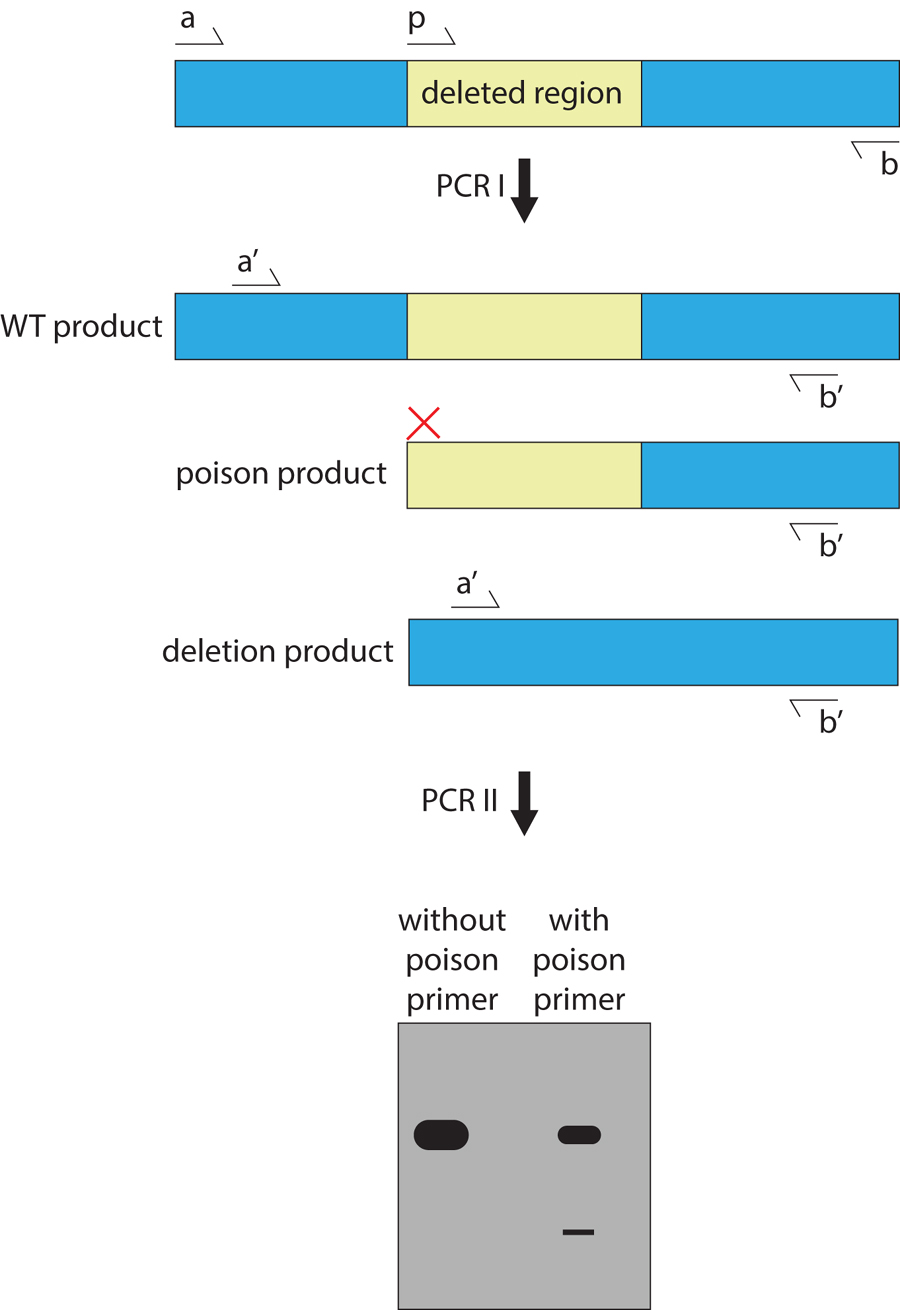 a
p
deleted region
b
PCR I
a′
WT product
b′
poison product
b′
a′
deletion product
b′
PCR II
without poison primer
with poison primer